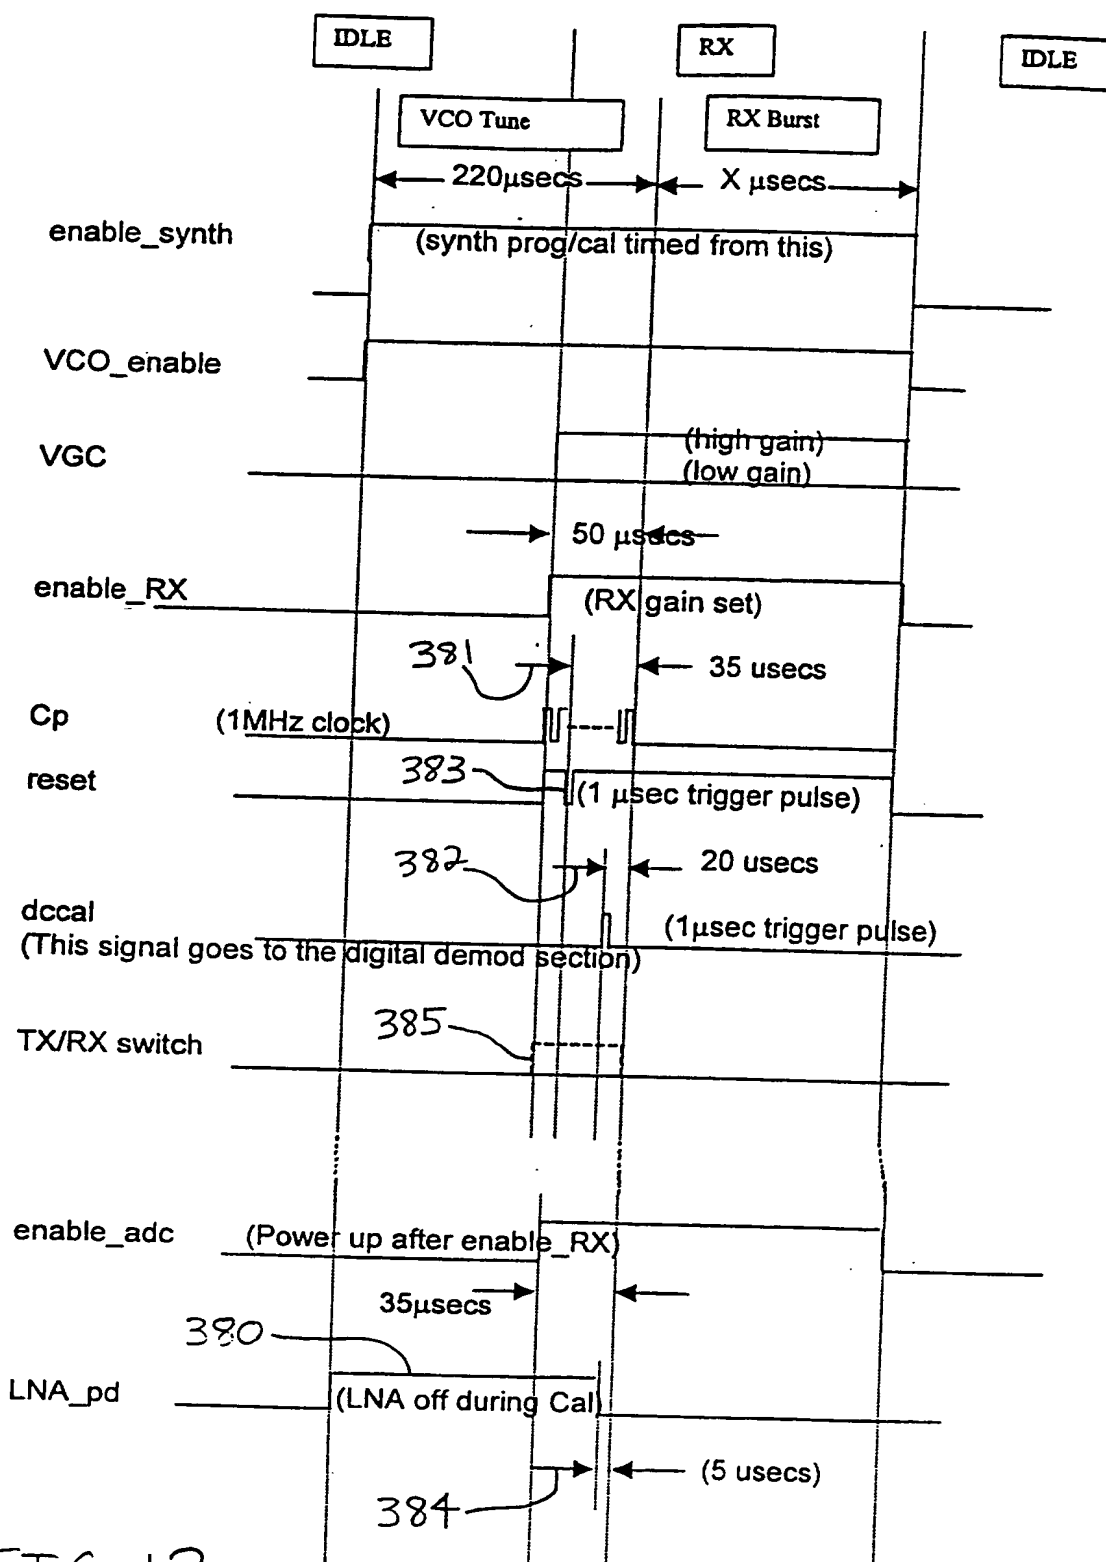 IDLE
RX
IDLE
VCO Tune
RX Burst
220µsecs
X µsecs
enable_synth
(synth prog/cal timed from this)
VCO_enable
VGC
(high gain)
(low gain)
50 µsecs
enable_RX
(RX gain set)
381
35 usecs
Cp
(1MHz clock)
reset
383
(1 µsec trigger pulse)
382
20 usecs
dccal
(1µsec trigger pulse)
(This signal goes to the digital demod section)
385
TX/RX switch
enable_adc
(Power up after enable_RX)
35µsecs
380
LNA_pd
(LNA off during Cal)
(5 usecs)
384